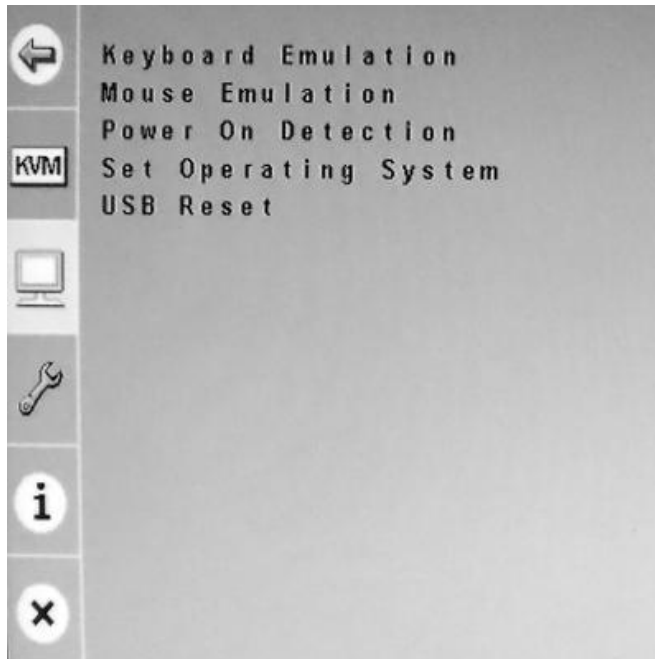 Keyboard Emulation
Mouse Emulation
Power On Detection
KVM
Set Operating System
USB Reset
i